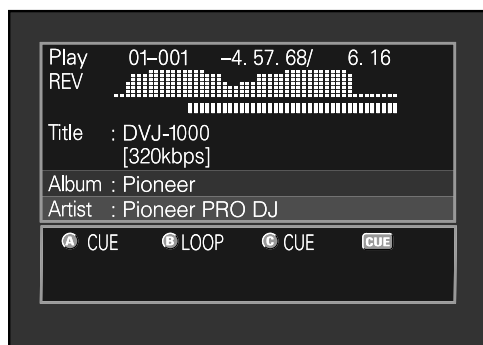 Play 01–001 –4. 57. 68/ 6. 16
REV
Title : DVJ-1000
[320kbps]
Album : Pioneer
Artist : Pioneer PRO DJ
A CUE B LOOP C CUE CUE